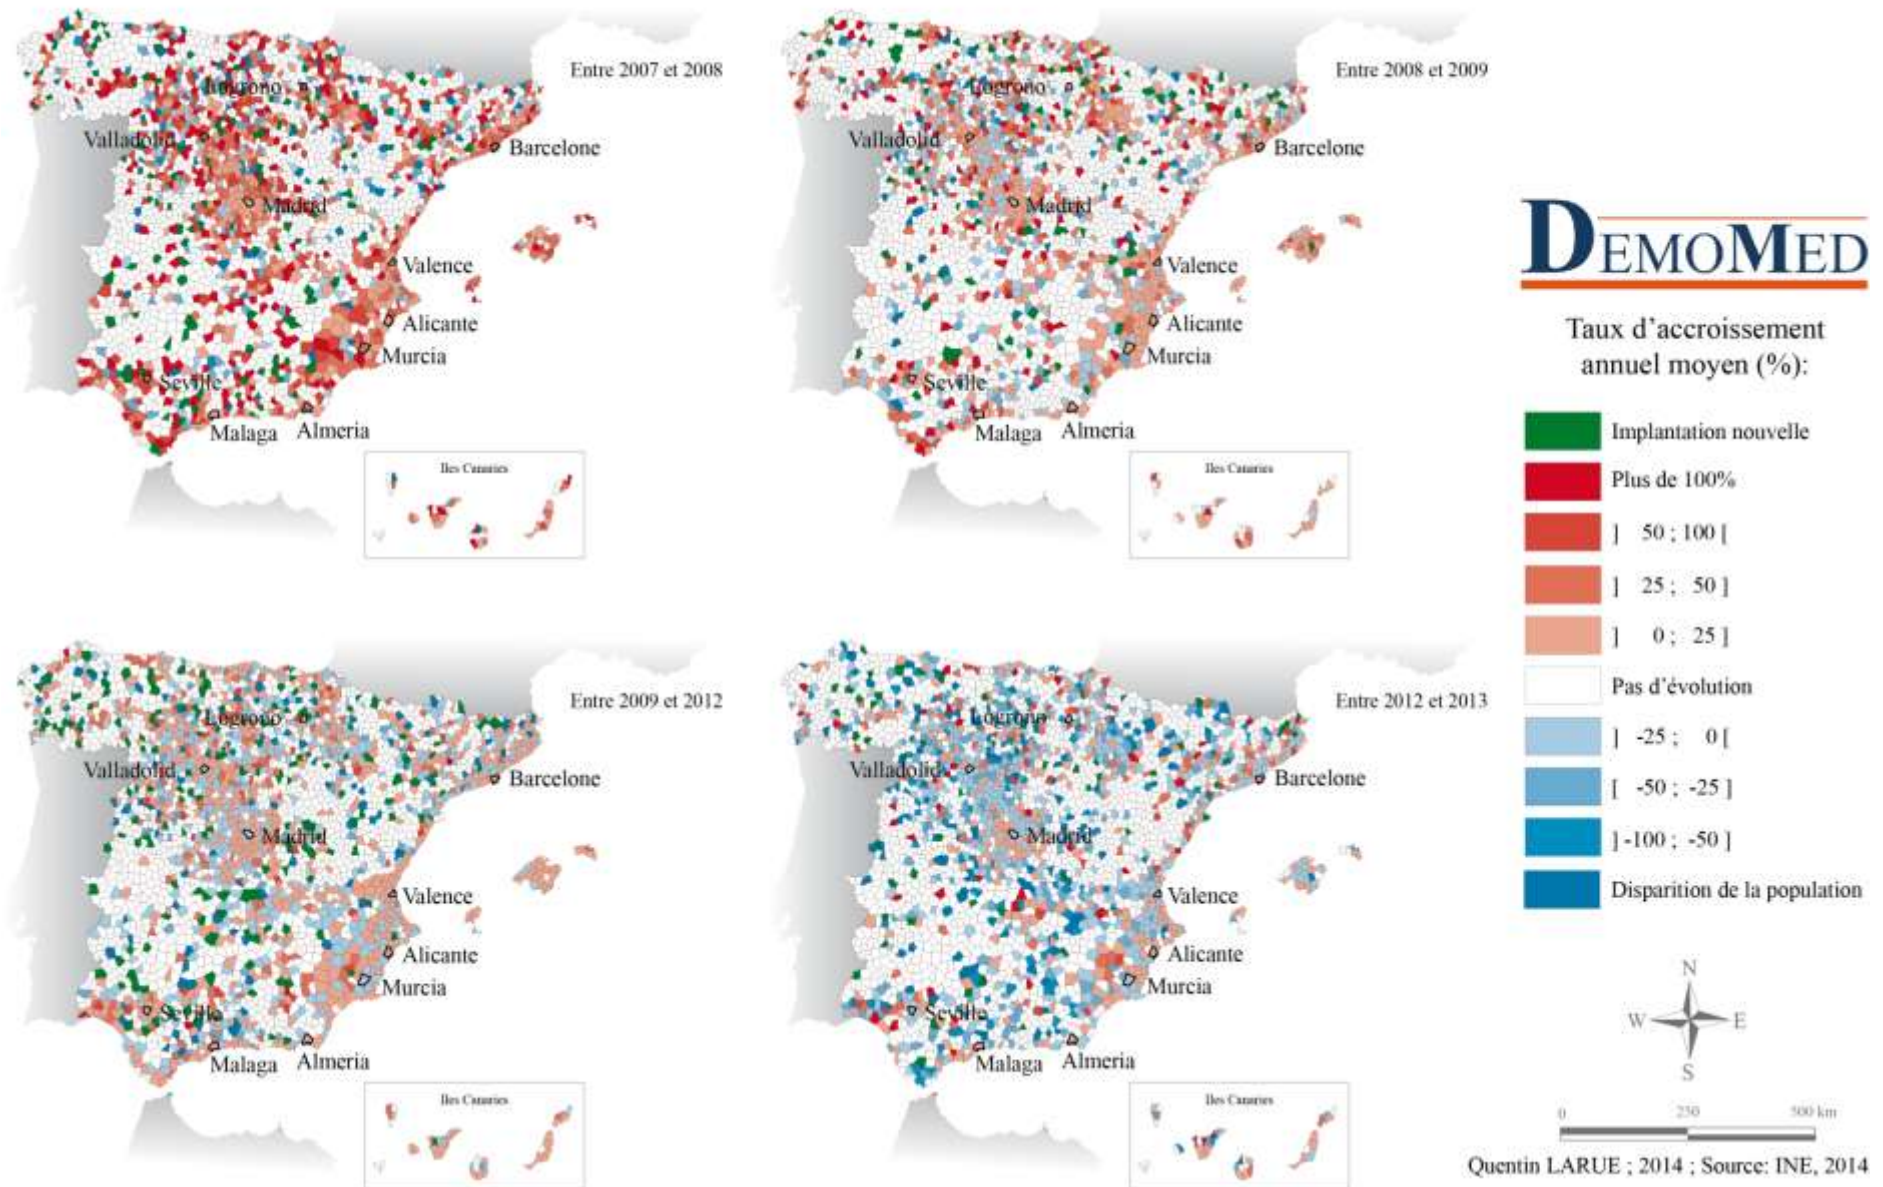 Entre 2007 et 2008
Logrono
Valladolid
Barcelone
Madrid
Valence
Alicante
Murcia
Seville
Malaga
Almeria
Iles Canaries
Entre 2008 et 2009
Logrono
Valladolid
Barcelone
Madrid
Valence
Alicante
Murcia
Seville
Malaga
Almeria
Iles Canaries
Entre 2009 et 2012
Logrono
Valladolid
Barcelone
Madrid
Valence
Alicante
Murcia
Seville
Malaga
Almeria
Iles Canaries
Entre 2012 et 2013
Logrono
Valladolid
Barcelone
Madrid
Valence
Alicante
Murcia
Seville
Malaga
Almeria
Iles Canaries
DEMOMED
Taux d’accroissement
annuel moyen (%):
Implantation nouvelle
Plus de 100%
] 50 ; 100 [
] 25 ; 50 ]
] 0 ; 25 ]
Pas d’évolution
] -25 ; 0 [
[ -50 ; -25 ]
] -100 ; -50 ]
Disparition de la population
N
W E
S
0 250 500 km
Quentin LARUE ; 2014 ; Source: INE, 2014